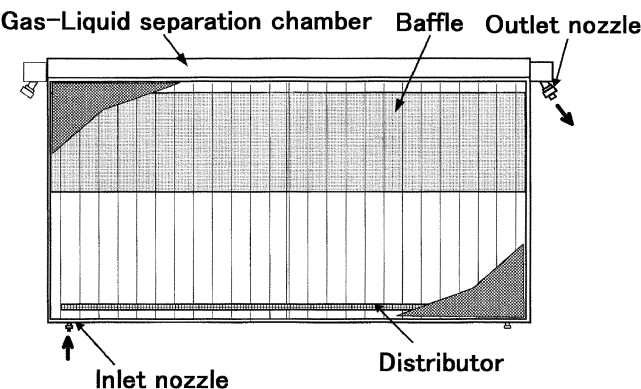 Gas-Liquid separation chamber
Baffle
Outlet nozzle
Distributor
Inlet nozzle